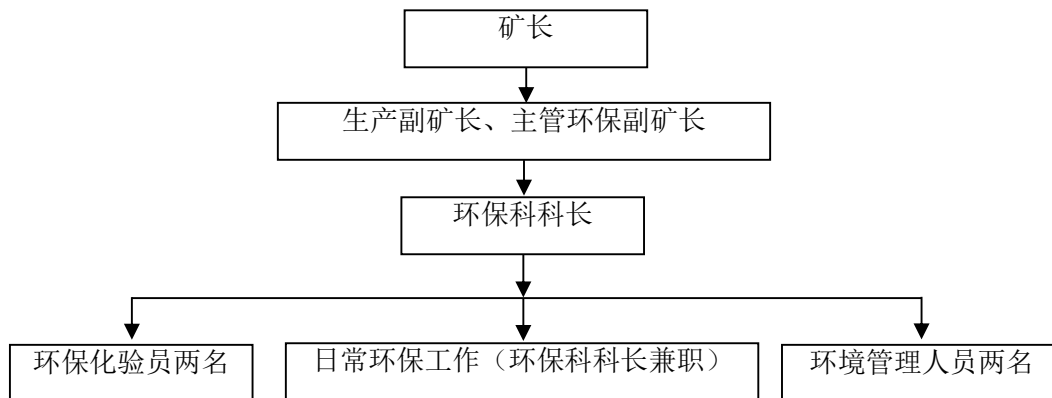 矿长
生产副矿长、主管环保副矿长
环保科科长
环保化验员两名
日常环保工作（环保科科长兼职）
环境管理人员两名